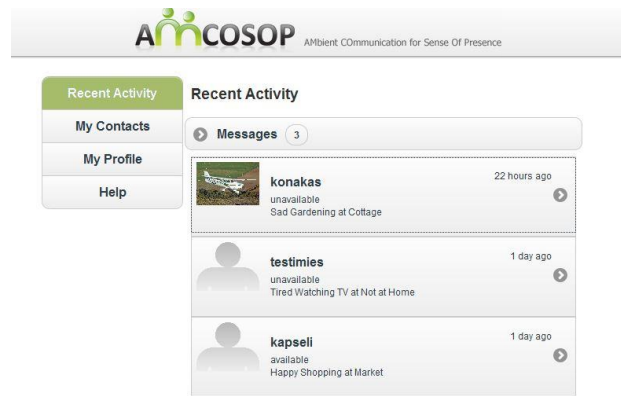 AMCOSOP AMbient COmmunication for Sense Of Presence
Recent Activity
My Contacts
My Profile
Help
Recent Activity
Messages 3
konakas
22 hours ago
unavailable
Sad Gardening at Cottage
testimies
1 day ago
unavailable
Tired Watching TV at Not at Home
kapseli
1 day ago
available
Happy Shopping at Market